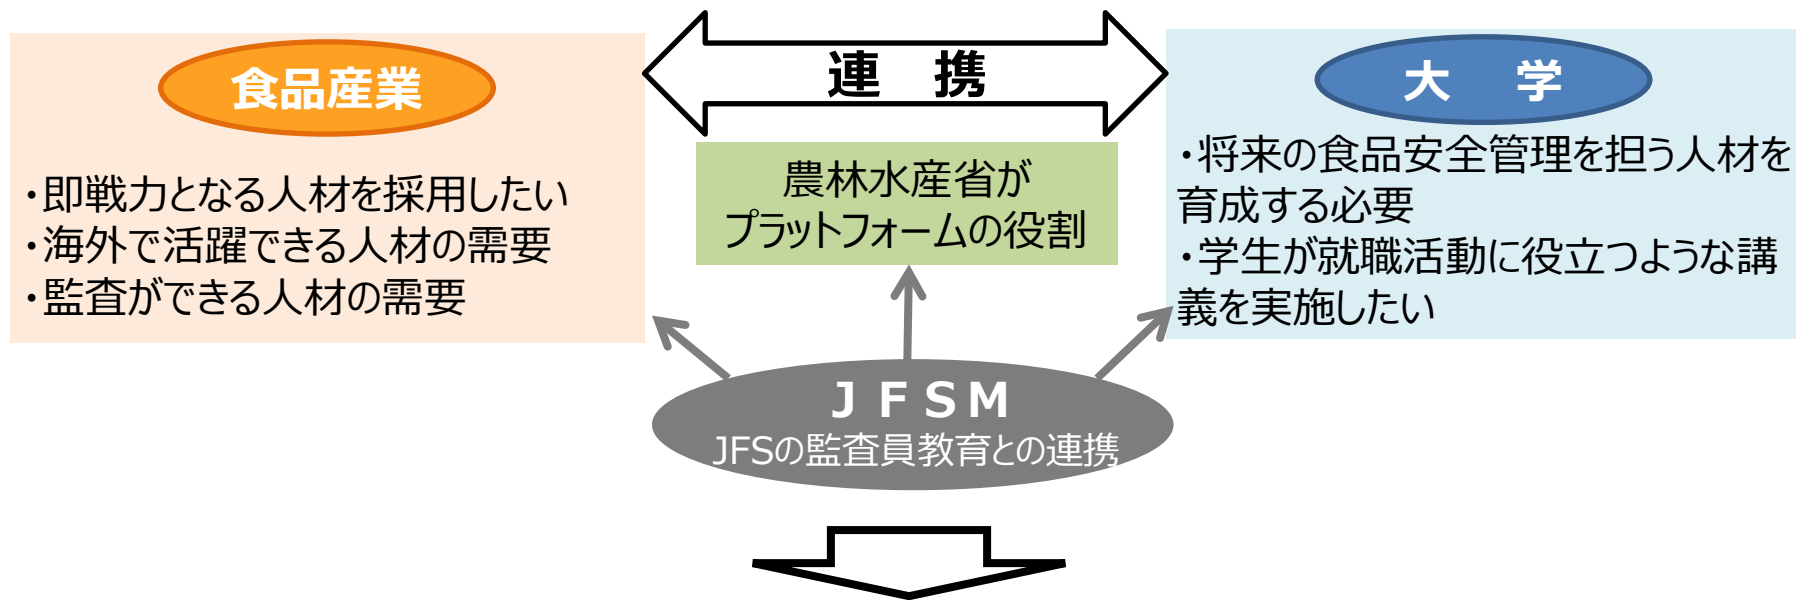 食品産業
・即戦力となる人材を採用したい
・海外で活躍できる人材の需要
・監査ができる人材の需要
連　携
農林水産省が
プラットフォームの役割
大　学
・将来の食品安全管理を担う人材を
育成する必要
・学生が就職活動に役立つような講
義を実施したい
ＪＦＳＭ
JFSの監査員教育との連携